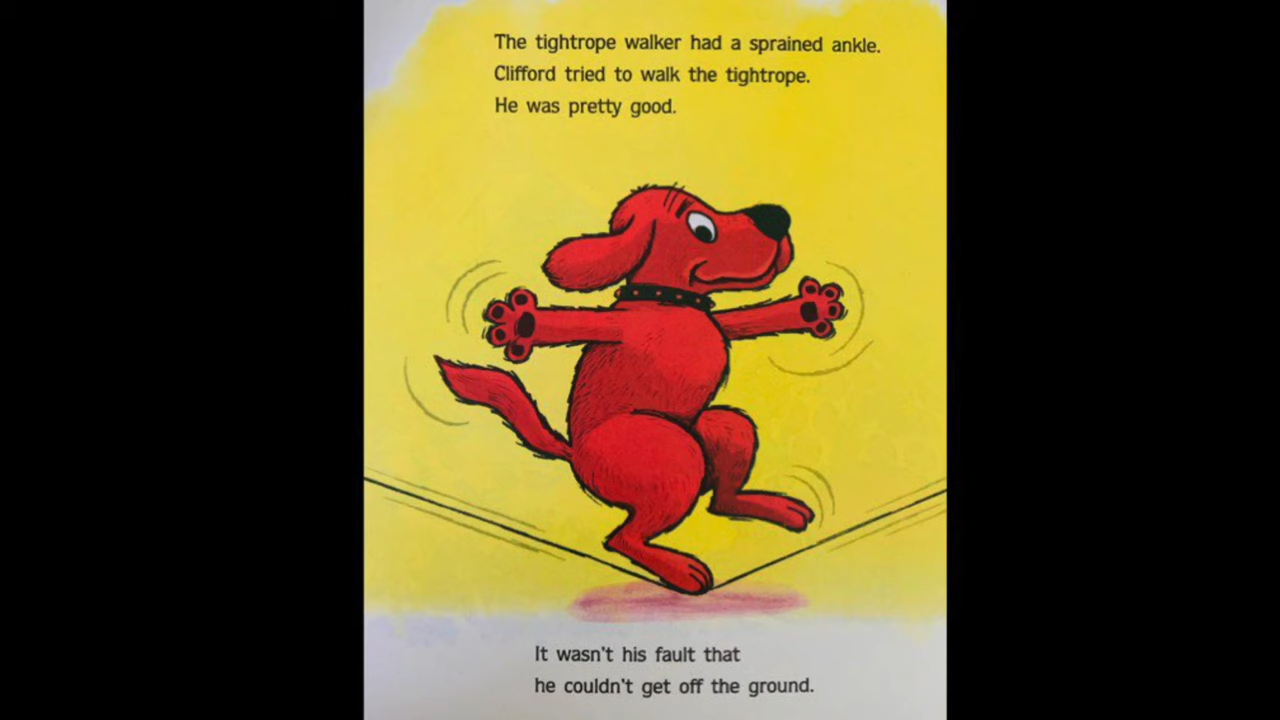 The tightrope walker had a sprained ankle.
Clifford tried to walk the tightrope.
He was pretty good.
It wasn't his fault that
he couldn't get off the ground.